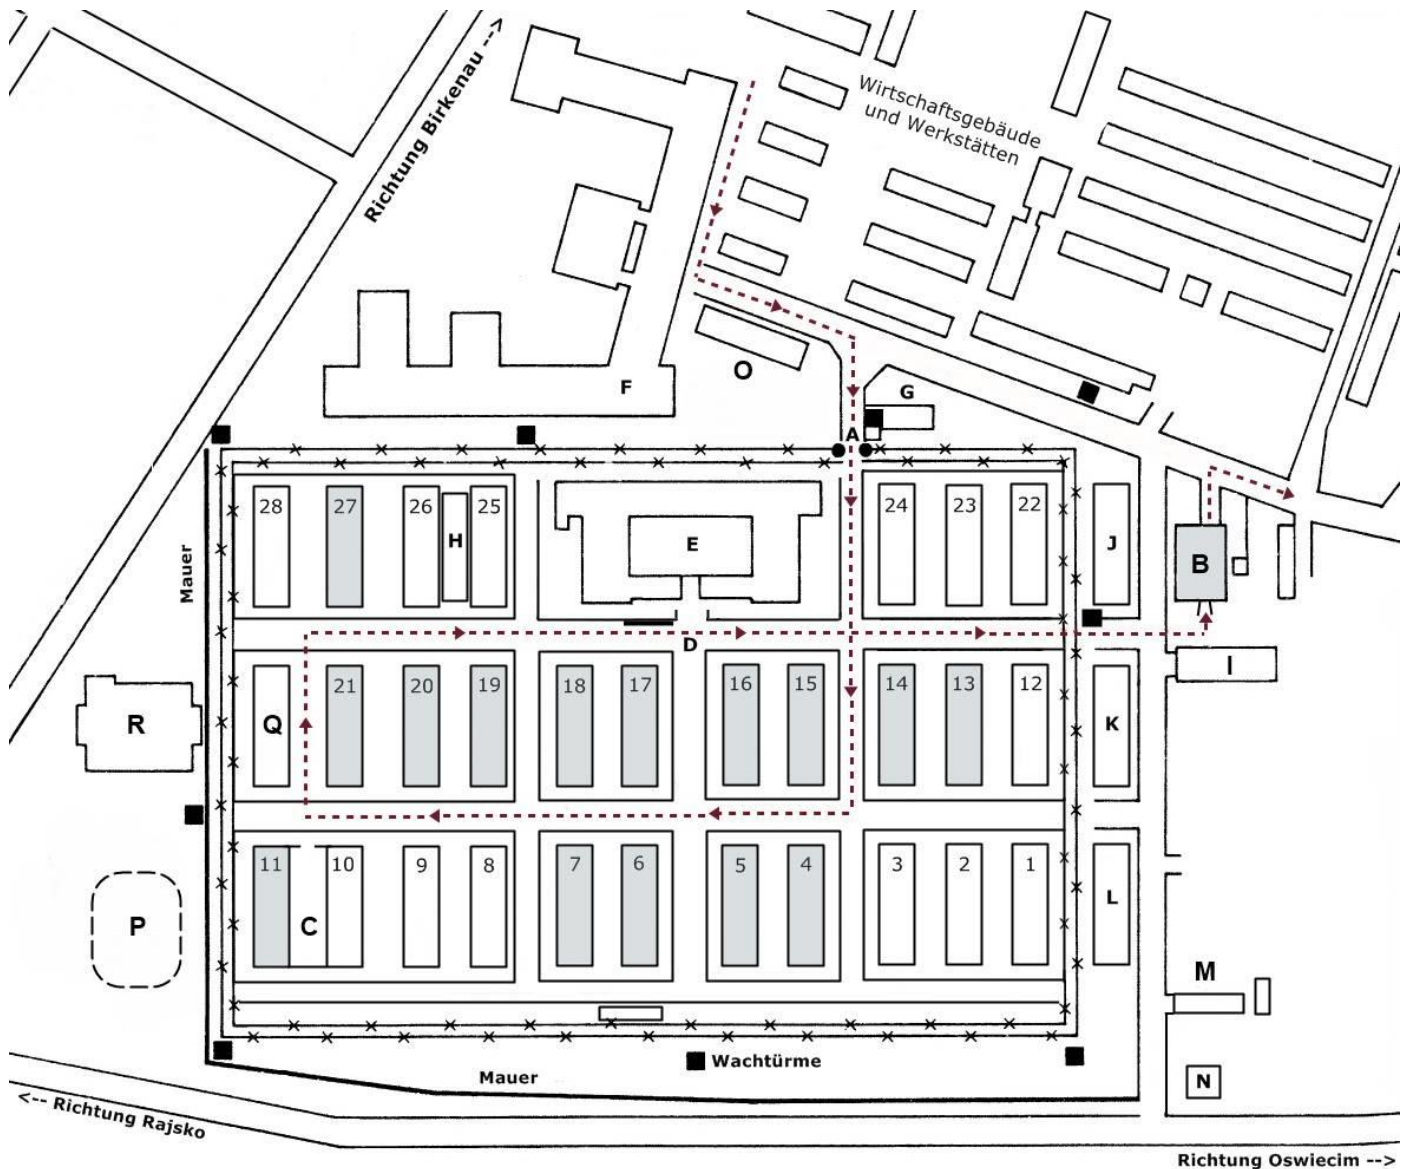 Richtung Birkenau -->
Wirtschaftsgebäude
und Werkstätten
O
F
G
A
28
27
26
25
H
E
24
23
22
J
B
Mauer
D
I
21
20
19
18
17
16
15
14
13
12
Q
K
R
11
10
9
8
7
6
5
4
3
2
1
C
L
P
M
Wachtürme
Mauer
N
<-- Richtung Rajsko
Richtung Oswiecim -->